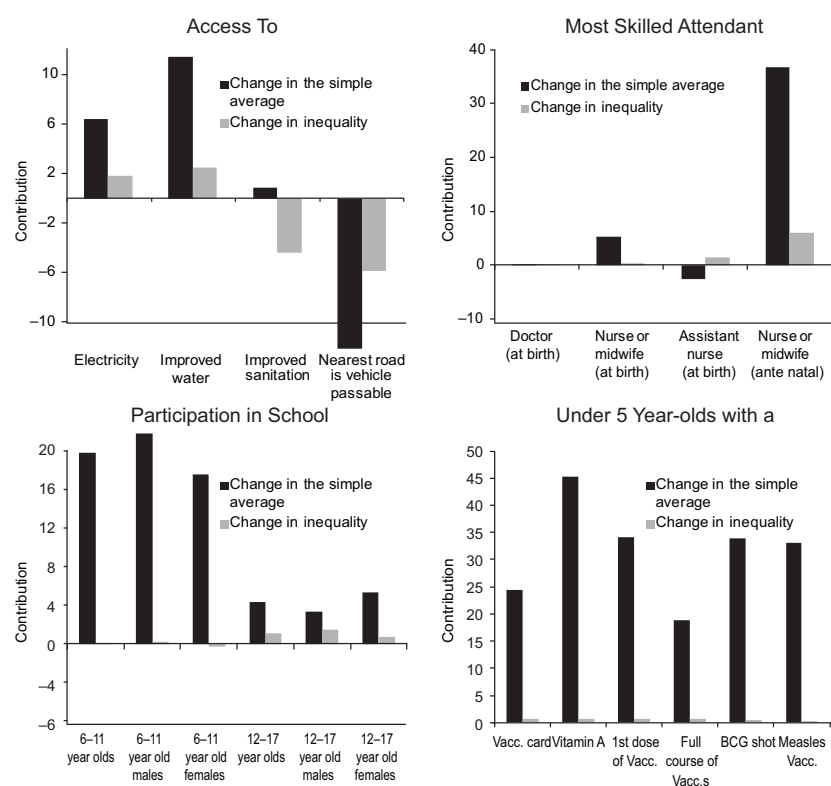 Access To
10
6
2
–2
–6
–10
Contribution
Change in the simple
average
Change in inequality
Electricity
Improved
water
Improved
sanitation
Nearest road
is vehicle
passable
Most Skilled Attendant
40
30
20
10
0
–10
Contribution
Change in the simple average
Change in inequality
Doctor
(at birth)
Nurse or
midwife
(at birth)
Assistant
nurse
(at birth)
Nurse or
midwife
(ante natal)
Participation in School
20
16
12
8
4
0
–4
–6
Contribution
Change in the simple
average
Change in inequality
6–11
year olds
6–11
year old
males
6–11
year old
females
12–17
year olds
12–17
year old
males
12–17
year old
females
Under 5 Year-olds with a
50
45
40
35
30
25
20
15
10
5
0
Contribution
Change in the simple
average
Change in inequality
Vacc. card
Vitamin A
1st dose
of Vacc.
Full
course of
Vacc.s
BCG shot
Measles
Vacc.